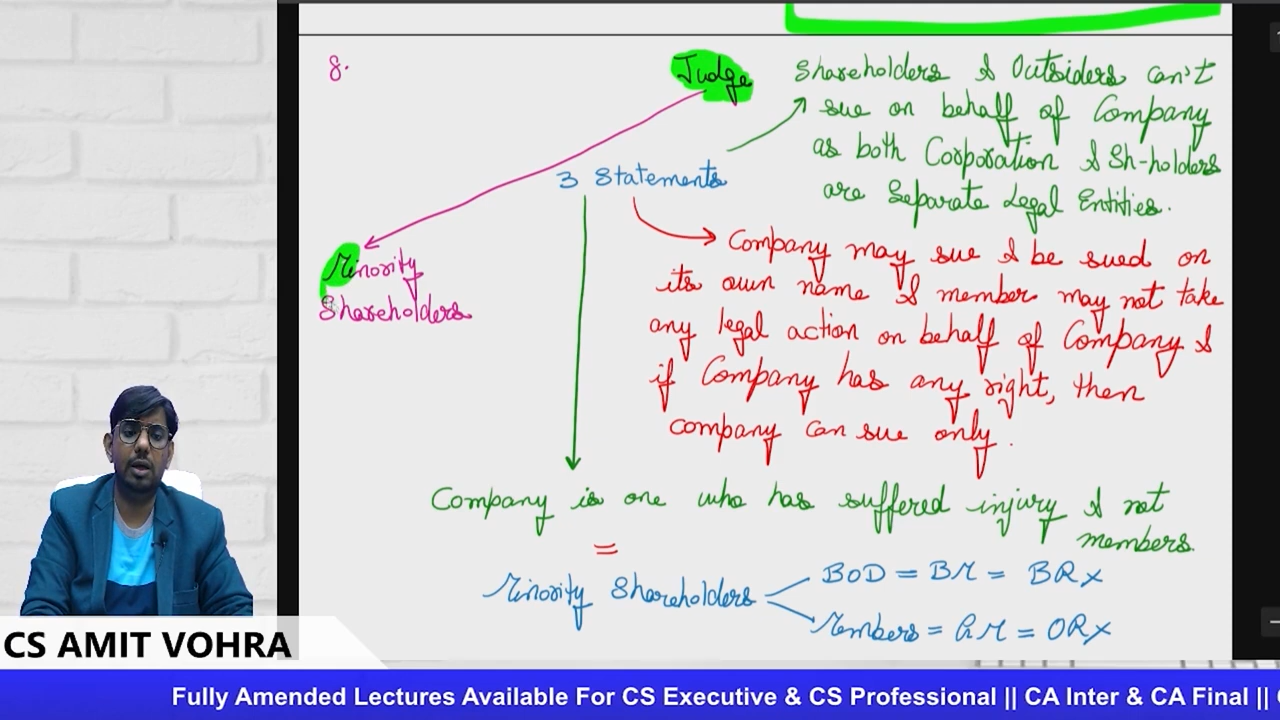 8.
Judge
Shareholders & Outsiders can't
sue on behalf of Company
as both Corporation & Sh-holders
are Separate Legal Entities.
3 Statements
Minority
Shareholders
Company may sue & be sued on
its own name & member may not take
any legal action on behalf of Company &
if Company has any right, then
company can sue only.
Company is one who has suffered injury & not
members.
=
Minority Shareholders
BOD = BM = BR x
Members = GM = OR x
CS AMIT VOHRA
Fully Amended Lectures Available For CS Executive & CS Professional || CA Inter & CA Final ||